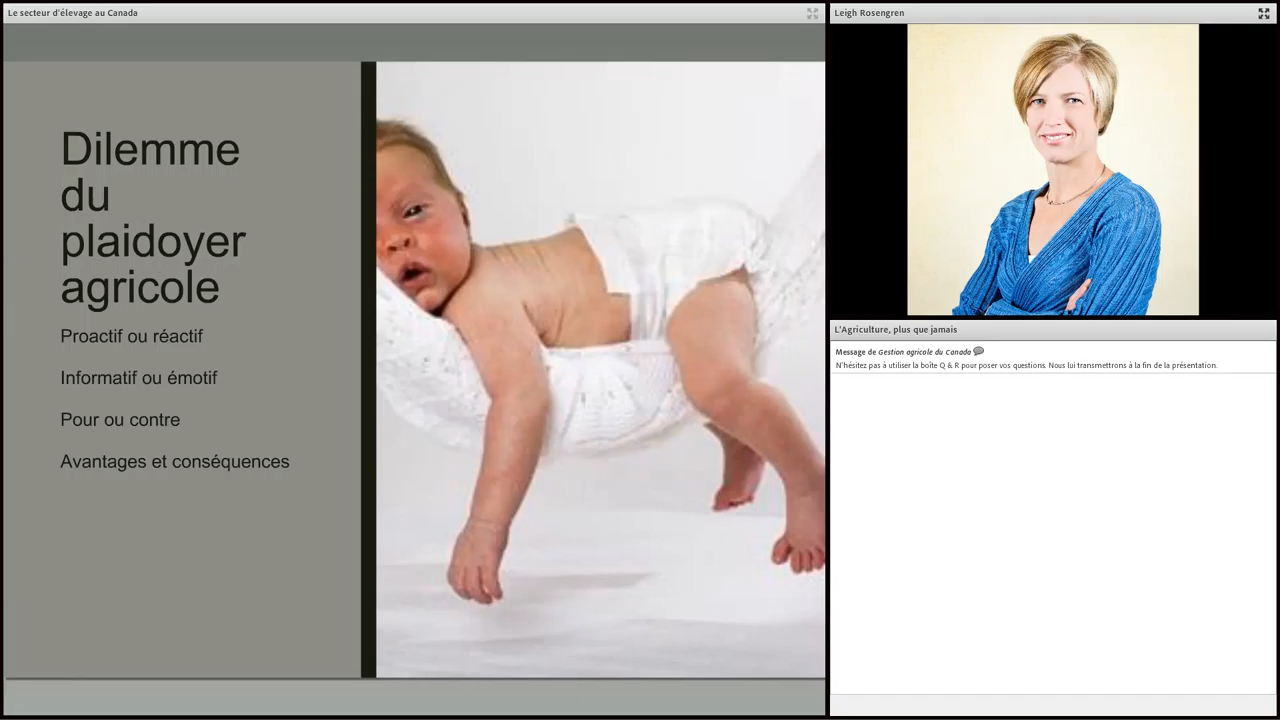 Le secteur d'élevage au Canada
Dilemme
du
plaidoyer
agricole
Proactif ou réactif
Informatif ou émotif
Pour ou contre
Avantages et conséquences
Leigh Rosengren
L'Agriculture, plus que jamais
Message de Gestion agricole du Canada
N'hésitez pas à utiliser la boîte Q & R pour poser vos questions. Nous lui transmettrons à la fin de la présentation.